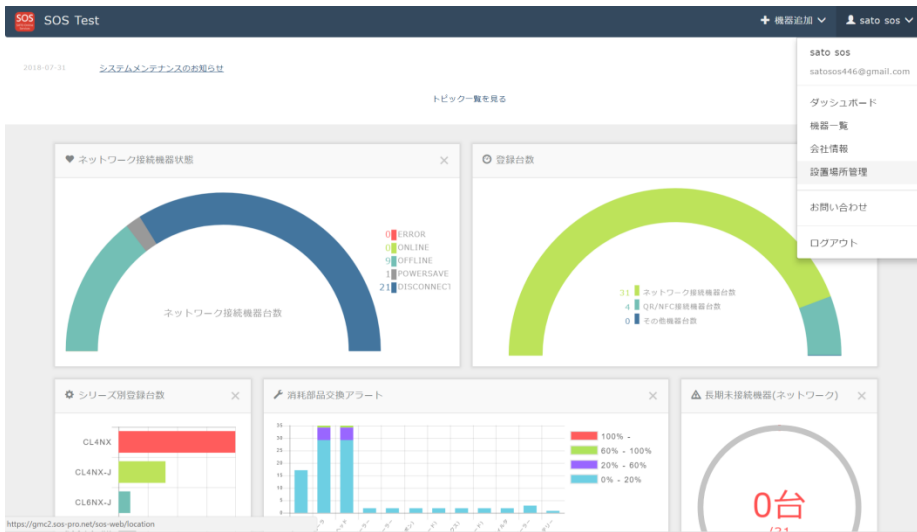 SOS SOS Test
機器追加 sato sos
sato sos
satosos446@gmail.com
ダッシュボード
機器一覧
会社情報
設置場所管理
お問い合わせ
ログアウト
2018-07-31 システムメンテナンスのお知らせ
トピック一覧を見る
ネットワーク接続機器状態
0 ERROR
0 ONLINE
9 OFFLINE
1 POWERSAVE
21 DISCONNECT
ネットワーク接続機器台数
登録台数
31 ネットワーク接続機器台数
4 QR/NFC接続機器台数
0 その他機器台数
シリーズ別登録台数
CL4NX
CL4NX-J
CL6NX-J
消耗部品交換アラート
100% -
60% - 100%
20% - 60%
0% - 20%
長期未接続機器(ネットワーク)
0台
/31
https://gmc2.sos-pro.net/sos-web/location